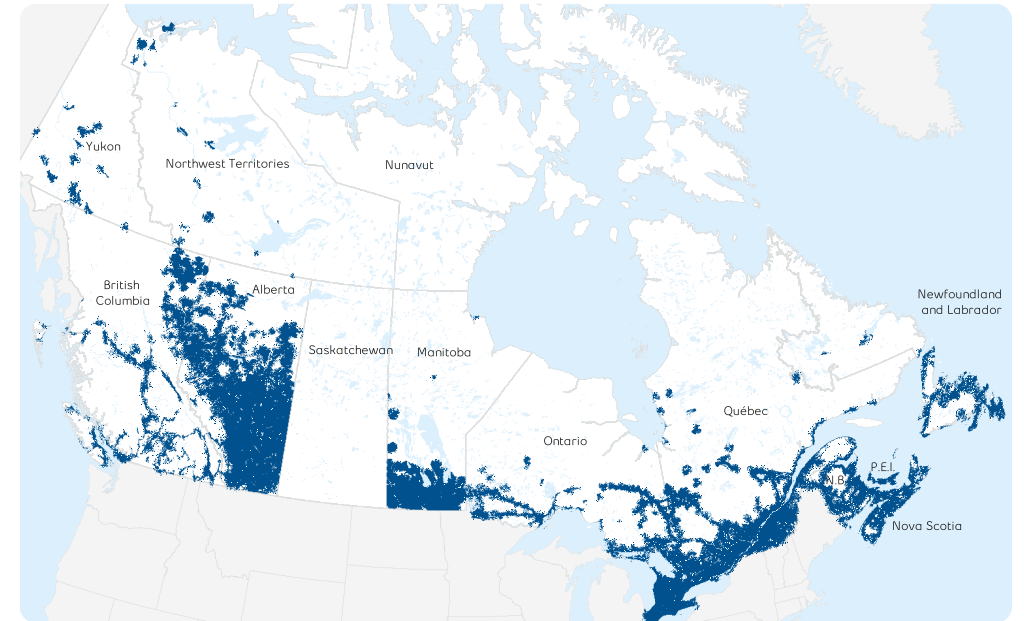 Yukon
Northwest Territories
Nunavut
British
Columbia
Alberta
Newfoundland
and Labrador
Saskatchewan
Manitoba
Québec
Ontario
P.E.I.
N.B.
Nova Scotia